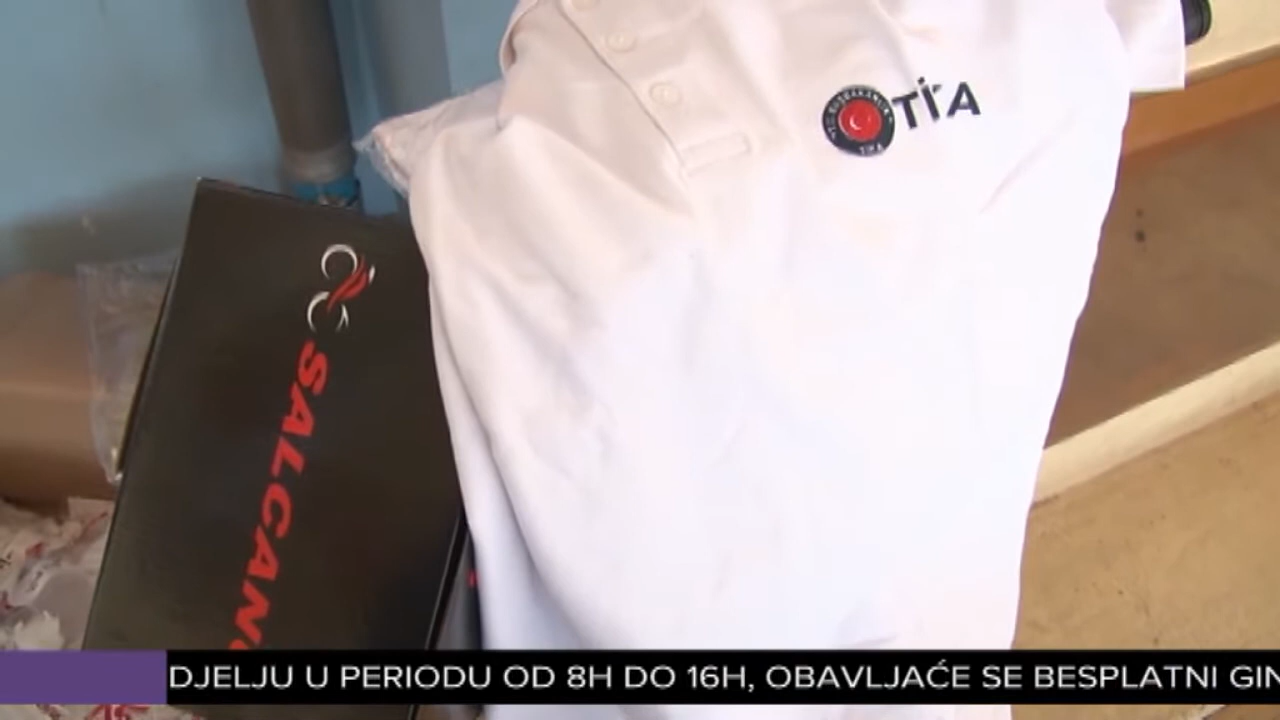 TİKA
SALCANO
DJELJU U PERIODU OD 8H DO 16H, OBAVLJAĆE SE BESPLATNI GIN